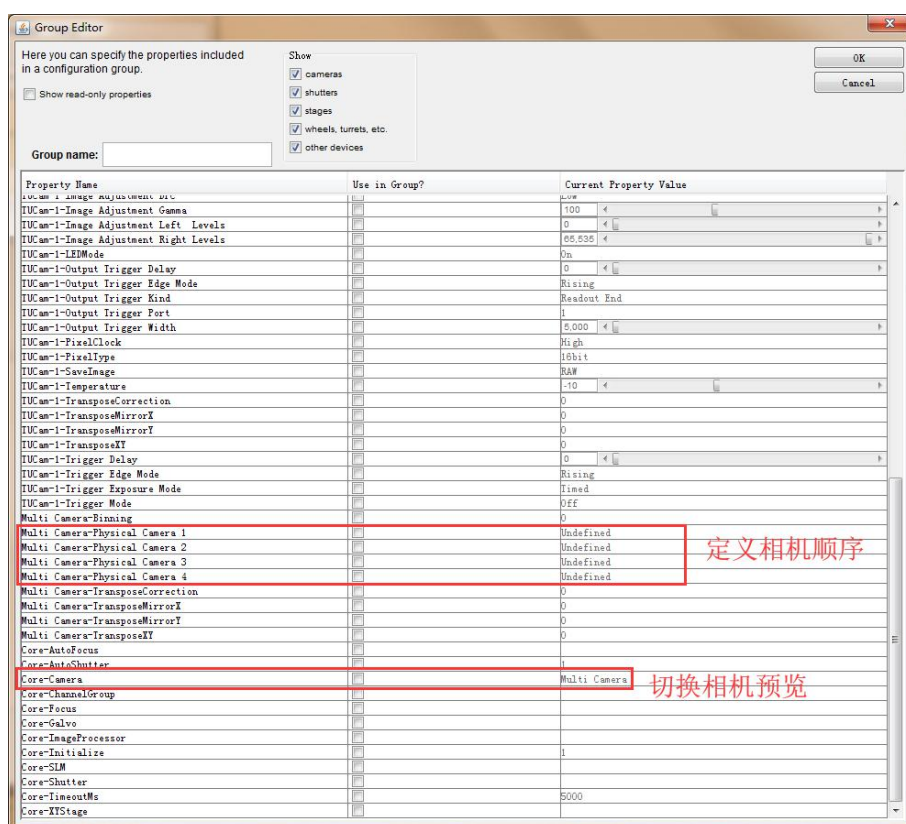 Group Editor
Here you can specify the properties included
in a configuration group.
Show read-only properties
Group name:
Show
cameras
shutters
stages
wheels, turrets, etc.
other devices
OK
Cancel
Property Name Use in Group? Current Property Value
TUCam-1-Image Adjustment Gamma 100
TUCam-1-Image Adjustment Left Levels 0
TUCam-1-Image Adjustment Right Levels 65,535
TUCam-1-LEDMode On
TUCam-1-Output Trigger Delay 0
TUCam-1-Output Trigger Edge Mode Rising
TUCam-1-Output Trigger Kind Readout End
TUCam-1-Output Trigger Port 1
TUCam-1-Output Trigger Width 5,000
TUCam-1-PixelClock High
TUCam-1-PixelType 16bit
TUCam-1-SaveImage RAW
TUCam-1-Temperature -10
TUCam-1-TransposeCorrection 0
TUCam-1-TransposeMirrorX 0
TUCam-1-TransposeMirrorY 0
TUCam-1-TransposeXY 0
TUCam-1-Trigger Delay 0
TUCam-1-Trigger Edge Mode Rising
TUCam-1-Trigger Exposure Mode Timed
TUCam-1-Trigger Mode Off
Multi Camera-Binning 0
Multi Camera-Physical Camera 1 Undefined
Multi Camera-Physical Camera 2 Undefined
定义相机顺序
Multi Camera-Physical Camera 3 Undefined
Multi Camera-Physical Camera 4 Undefined
Multi Camera-TransposeCorrection 0
Multi Camera-TransposeMirrorX 0
Multi Camera-TransposeMirrorY 0
Multi Camera-TransposeXY 0
Core-AutoFocus
Core-AutoShutter 1
Core-Camera Multi Camera
切换相机预览
Core-ChannelGroup
Core-Focus
Core-Galvo
Core-ImageProcessor
Core-Initialize 1
Core-SLM
Core-Shutter
Core-TimeoutMs 5000
Core-XYStage